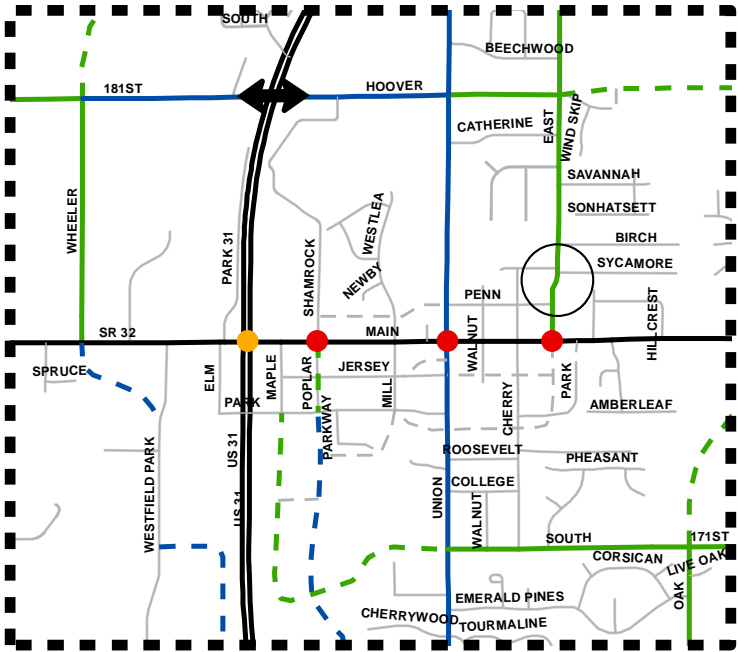 SOUTH
BEECHWOOD
181ST
HOOVER
CATHERINE
EAST
WIND SKIP
SAVANNAH
SONHATSETT
WHEELER
WESTLEA
PARK 31
SHAMROCK
NEWBY
BIRCH
SYCAMORE
PENN
SR 32
MAIN
WALNUT
HILLCREST
SPRUCE
ELM
MAPLE
POPLAR
JERSEY
MILL
PARK
PARK
CHERRY
AMBERLEAF
PARKWAY
US 31
WESTFIELD PARK
ROOSEVELT
PHEASANT
COLLEGE
UNION
WALNUT
US 31
SOUTH
171ST
CORSICAN
LIVE OAK
OAK
EMERALD PINES
CHERRYWOOD
TOURMALINE